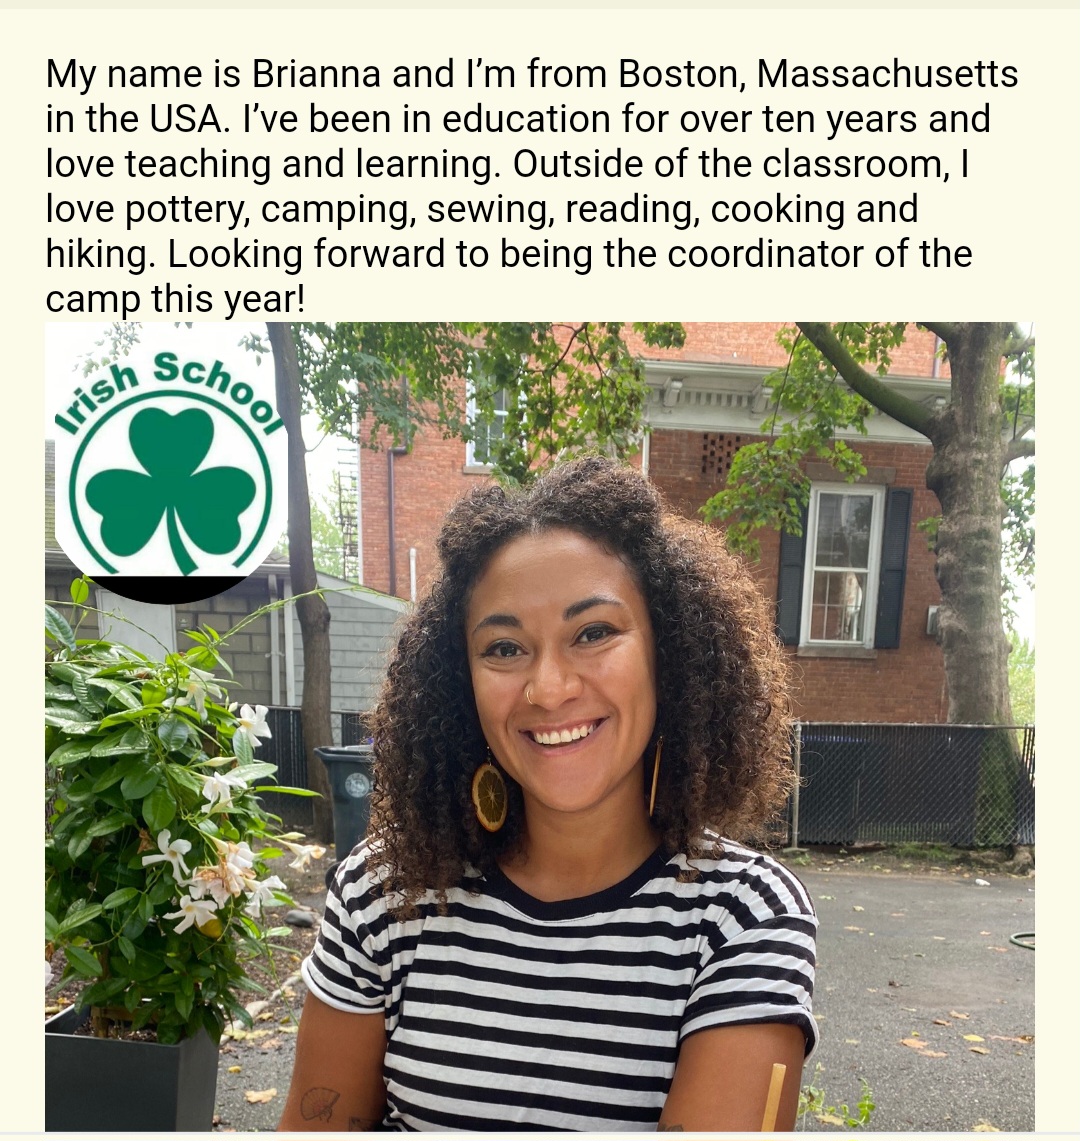 My name is Brianna and I’m from Boston, Massachusetts
in the USA. I’ve been in education for over ten years and
love teaching and learning. Outside of the classroom, I
love pottery, camping, sewing, reading, cooking and
hiking. Looking forward to being the coordinator of the
camp this year!
Irish School